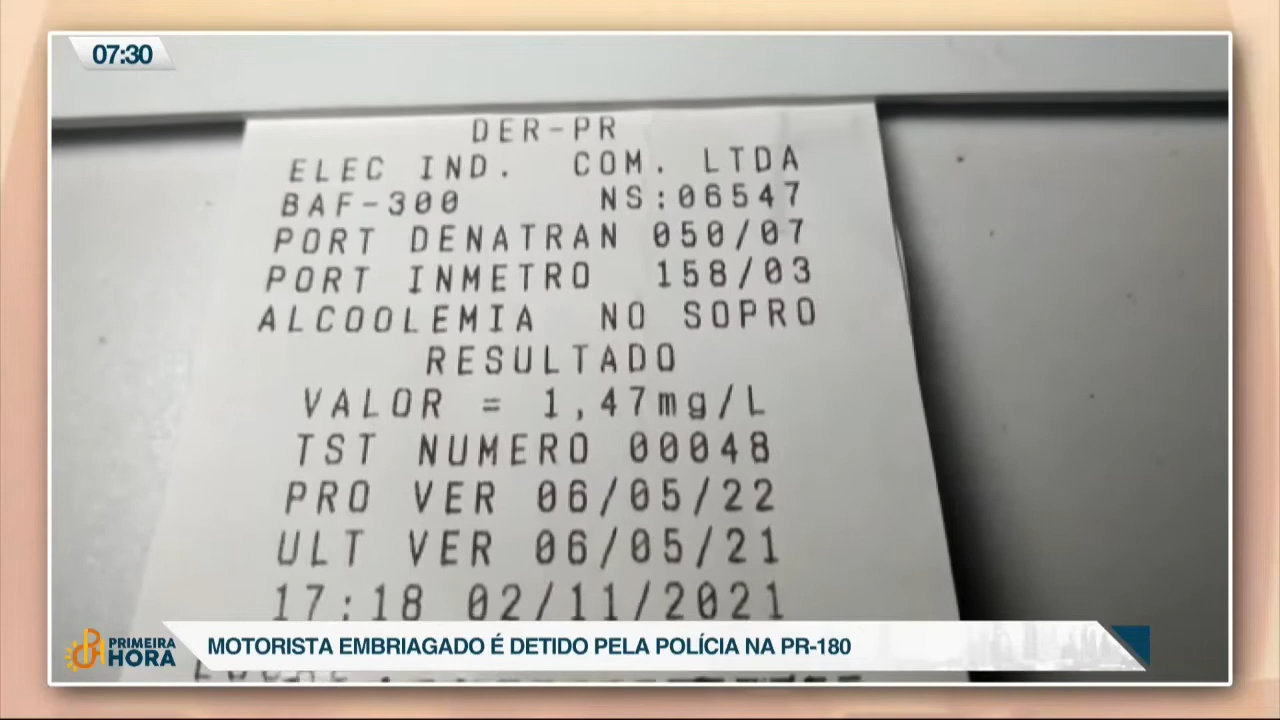 07:30
DER-PR
ELEC IND. COM. LTDA
BAF-300 NS:06547
PORT DENATRAN 050/07
PORT INMETRO 158/03
ALCOOLEMIA NO SOPRO
RESULTADO
VALOR = 1,47mg/L
TST NUMERO 00048
PRO VER 06/05/22
ULT VER 06/05/21
17:18 02/11/2021
PRIMEIRA
HORA
MOTORISTA EMBRIAGADO É DETIDO PELA POLÍCIA NA PR-180